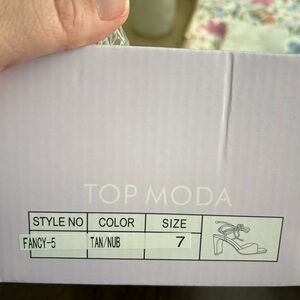 TOP MODA
STYLE NO COLOR SIZE
FANCY-5 TAN/NUB 7